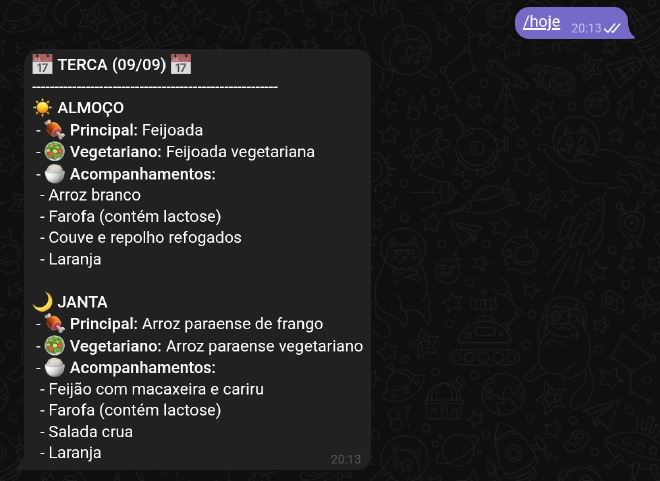 /hoje 20:13
📅 TERCA (09/09) 📅
-------------------------------------------------------
☀️ ALMOÇO
- 🍖 Principal: Feijoada
- 🥗 Vegetariano: Feijoada vegetariana
- 🍚 Acompanhamentos:
- Arroz branco
- Farofa (contém lactose)
- Couve e repolho refogados
- Laranja
🌙 JANTA
- 🍖 Principal: Arroz paraense de frango
- 🥗 Vegetariano: Arroz paraense vegetariano
- 🍚 Acompanhamentos:
- Feijão com macaxeira e cariru
- Farofa (contém lactose)
- Salada crua
- Laranja
20:13